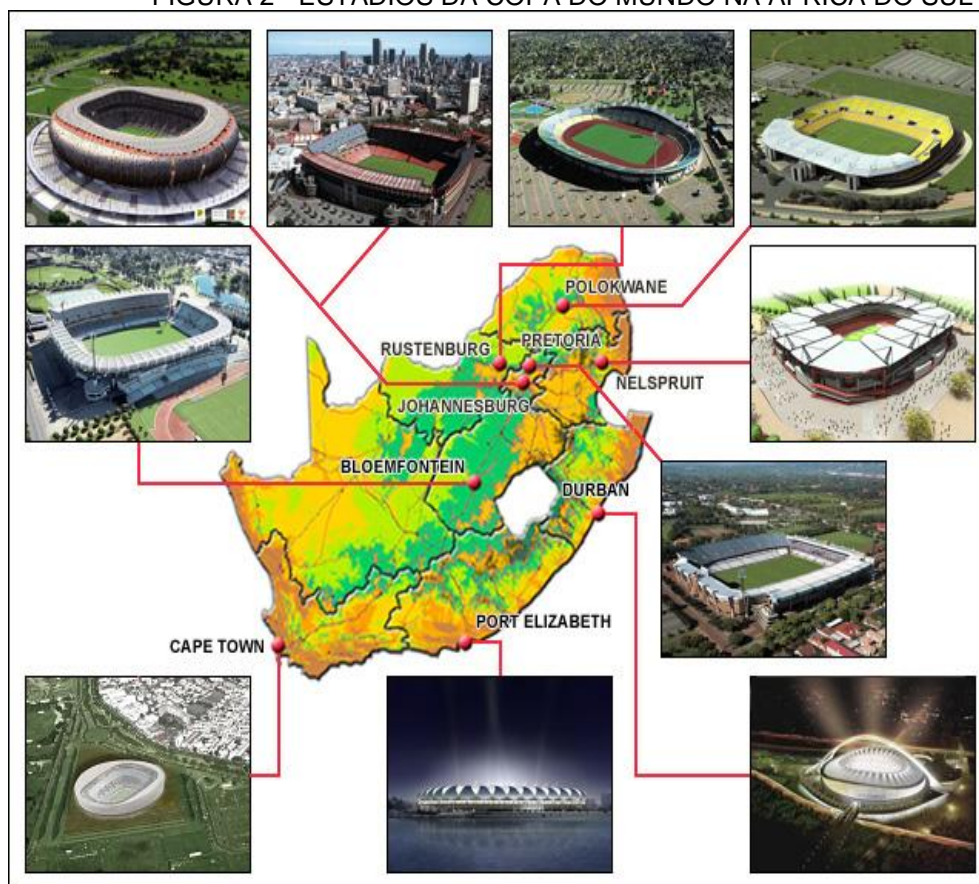 FIGURA 2 - ESTÁDIOS DA COPA DO MUNDO NA ÁFRICA DO SUL
POLOKWANE
PRETORIA
RUSTENBURG
NELSPRUIT
JOHANNESBURG
BLOEMFONTEIN
DURBAN
PORT ELIZABETH
CAPE TOWN